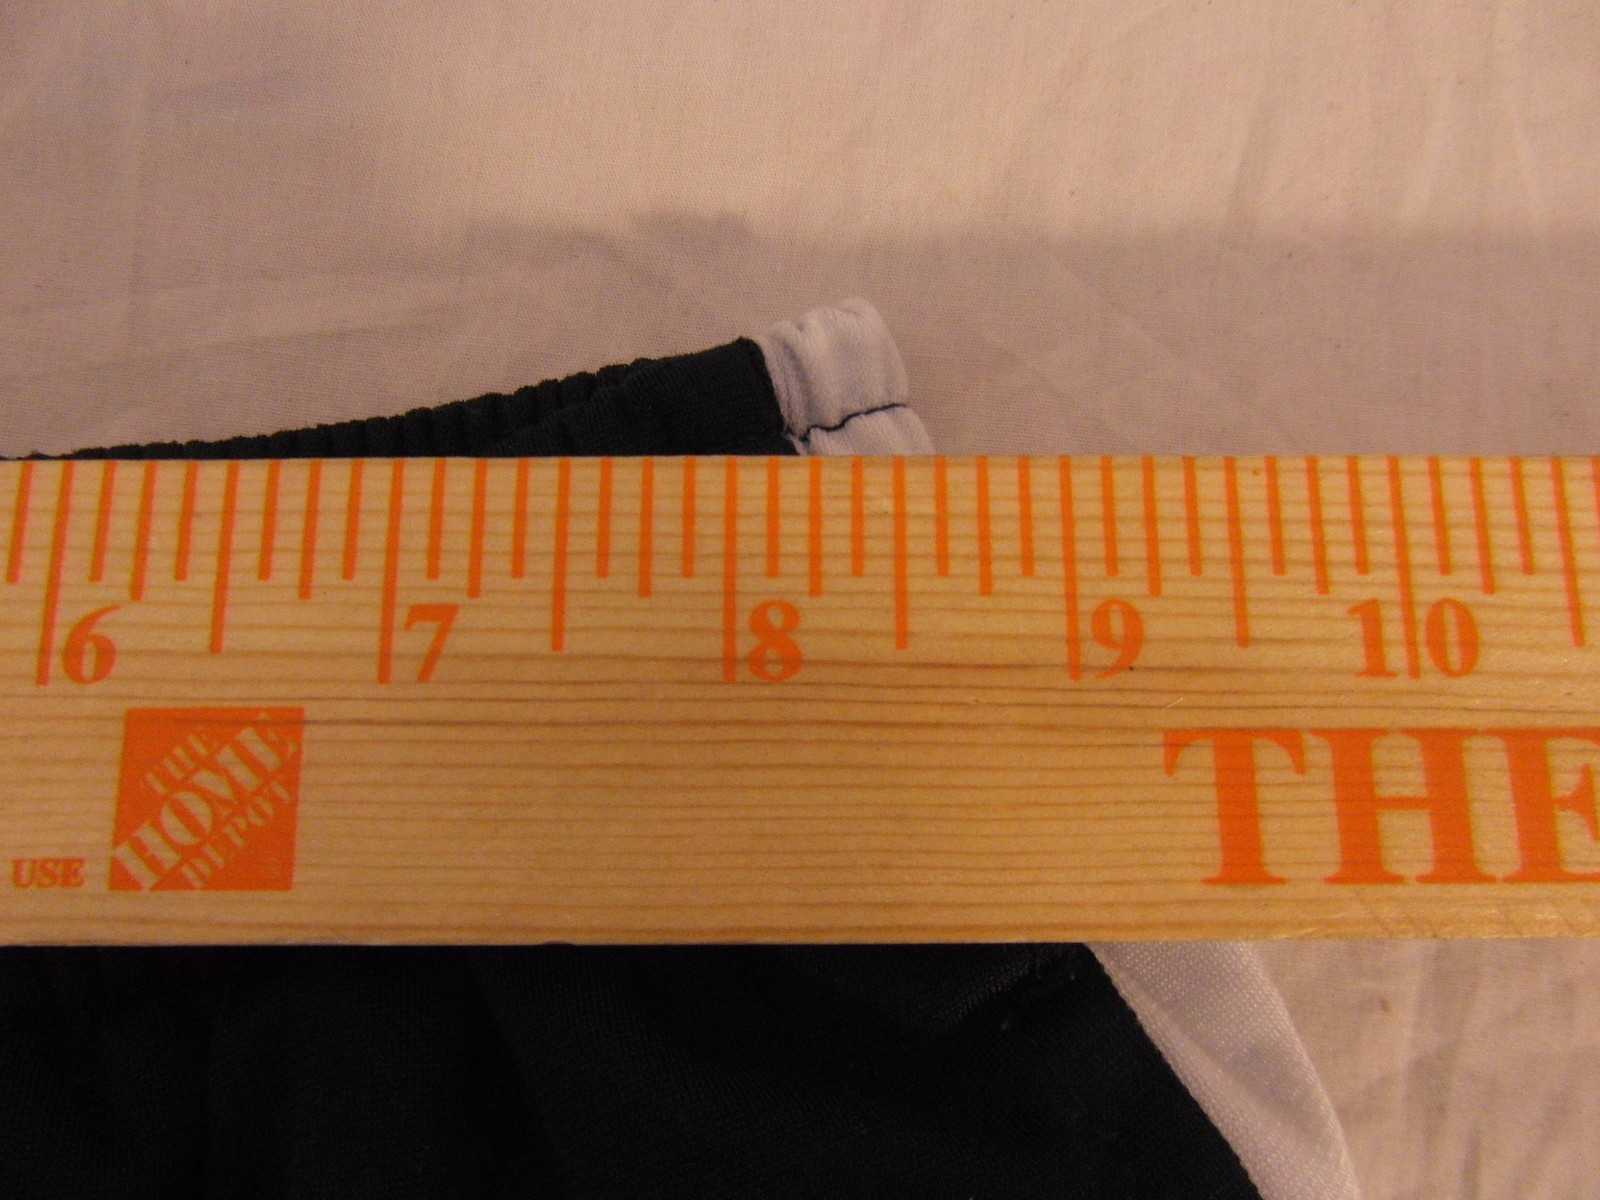 6 7 8 9 10
THE
HOME
DEPOT
®
USE
THE